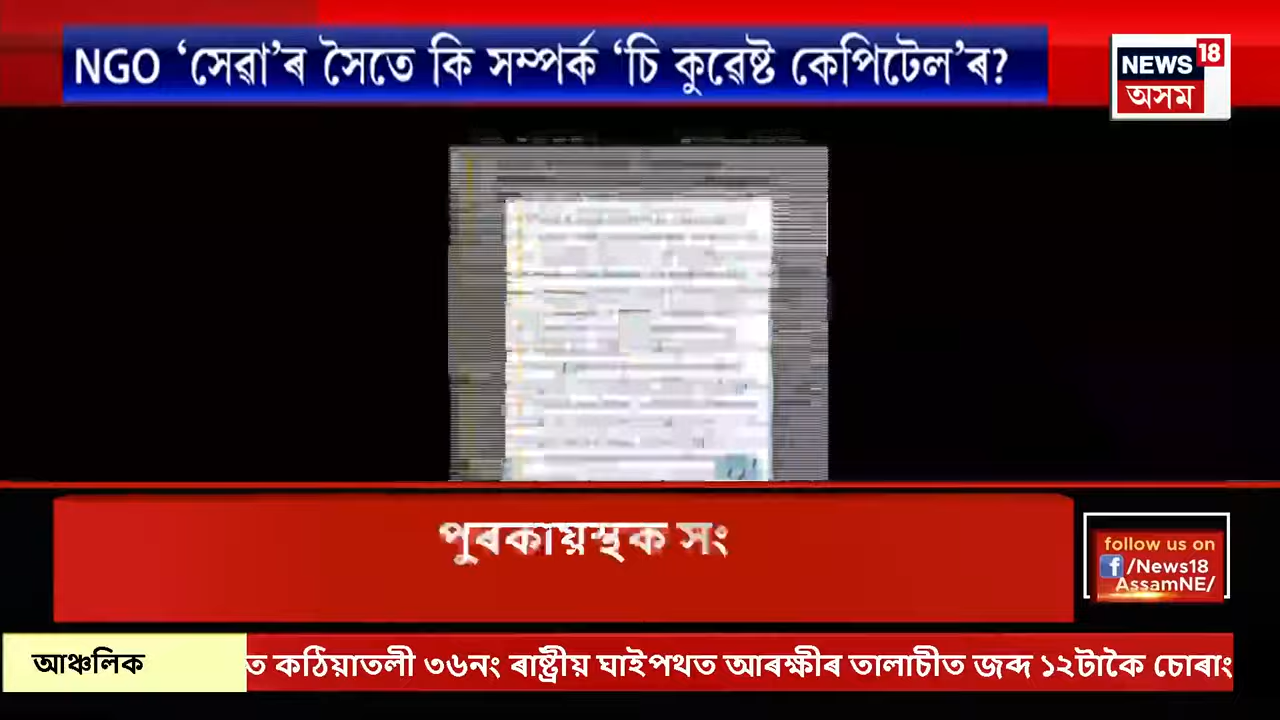 NGO ‘সেৱা’ৰ সৈতে কি সম্পৰ্ক ‘চি কুৱেষ্ট কেপিটেল’ৰ?
NEWS 18
অসম
পুৰকায়স্থক সং
follow us on
f/News18
AssamNE/
আঞ্চলিক
ত কঠিয়াতলী ৩৬নং ৰাষ্ট্ৰীয় ঘাইপথত আৰক্ষীৰ তালাচীত জব্দ ১২টাকৈ চোৰাং